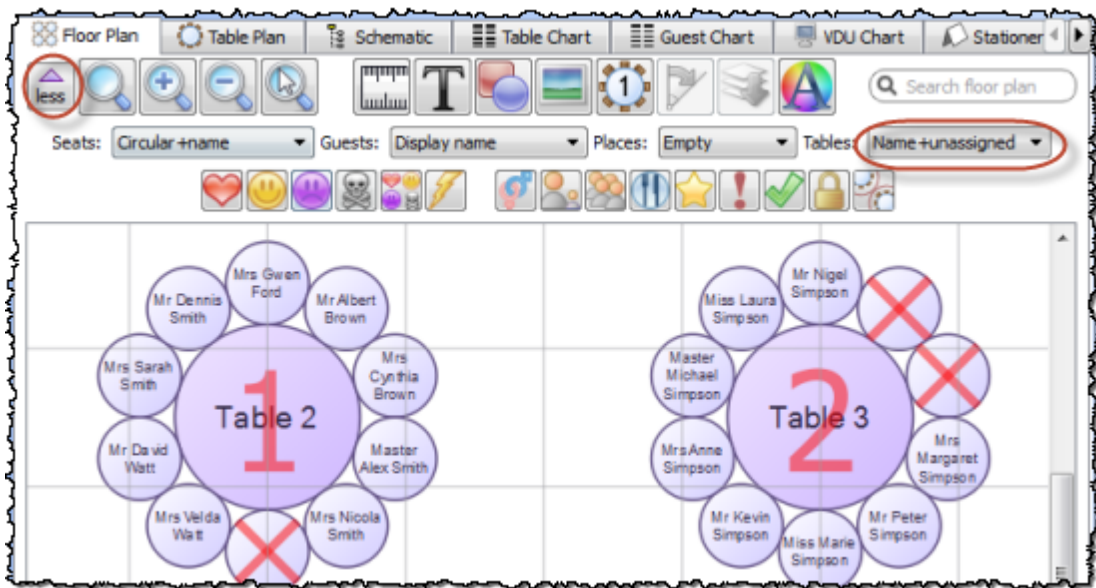 Floor Plan
Table Plan
Schematic
Table Chart
Guest Chart
VDU Chart
Stationer
less
T
1
A
Search floor plan
Seats: Circular+name
Guests: Display name
Places: Empty
Tables: Name+unassigned
Mrs Gwen
Ford
Mr Dennis
Smith
Mr Albert
Brown
Mrs Sarah
Smith
Mrs
Cynthia
Brown
Table 2
1
Mr David
Watt
Master
Alex Smith
Mrs Velda
Watt
Mrs Nicola
Smith
Mr Nigel
Simpson
Miss Laura
Simpson
Master
Michael
Simpson
Table 3
2
Mrs Anne
Simpson
Mrs
Margaret
Simpson
Mr Kevin
Simpson
Mr Peter
Simpson
Miss Marie
Simpson